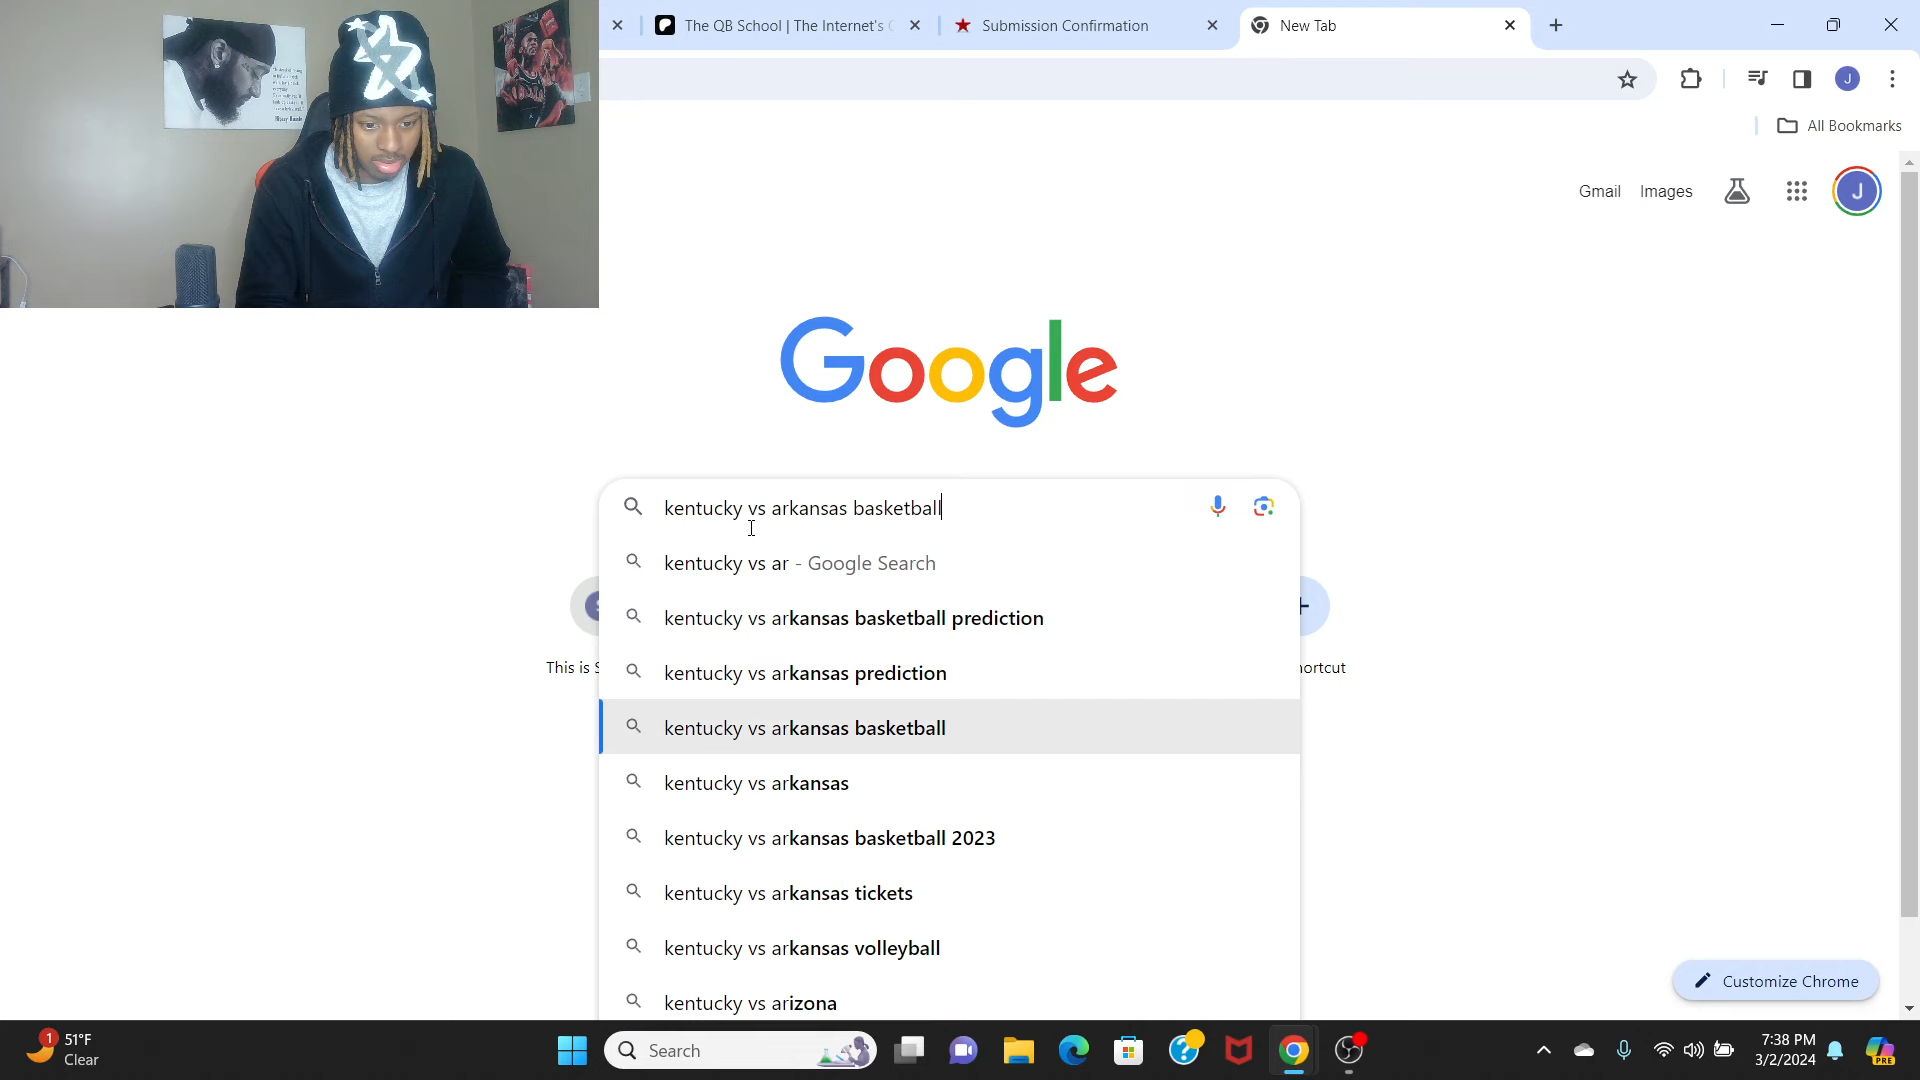 The QB School | The Internet's
Submission Confirmation
New Tab
J
All Bookmarks
Gmail
Images
J
Google
kentucky vs arkansas basketball
kentucky vs ar - Google Search
kentucky vs arkansas basketball prediction
kentucky vs arkansas prediction
kentucky vs arkansas basketball
kentucky vs arkansas
kentucky vs arkansas basketball 2023
kentucky vs arkansas tickets
kentucky vs arkansas volleyball
kentucky vs arizona
This is S
ortcut
Customize Chrome
1
51°F
Clear
Search
7:38 PM
3/2/2024
PRE